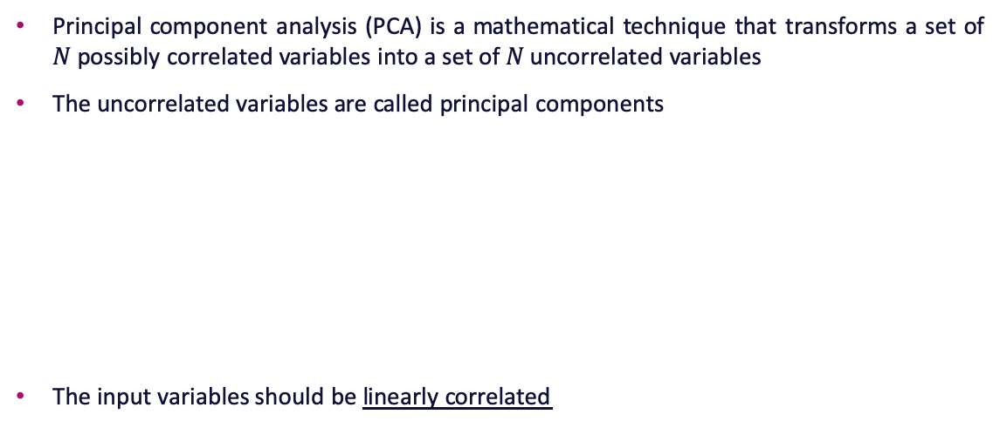 • Principal component analysis (PCA) is a mathematical technique that transforms a set of
N possibly correlated variables into a set of N uncorrelated variables
• The uncorrelated variables are called principal components
• The input variables should be linearly correlated